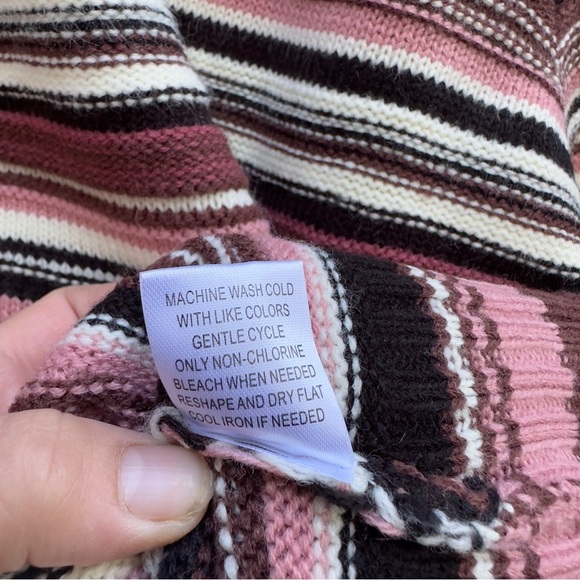 MACHINE WASH COLD
WITH LIKE COLORS
GENTLE CYCLE
ONLY NON-CHLORINE
BLEACH WHEN NEEDED
RESHAPE AND DRY FLAT
COOL IRON IF NEEDED